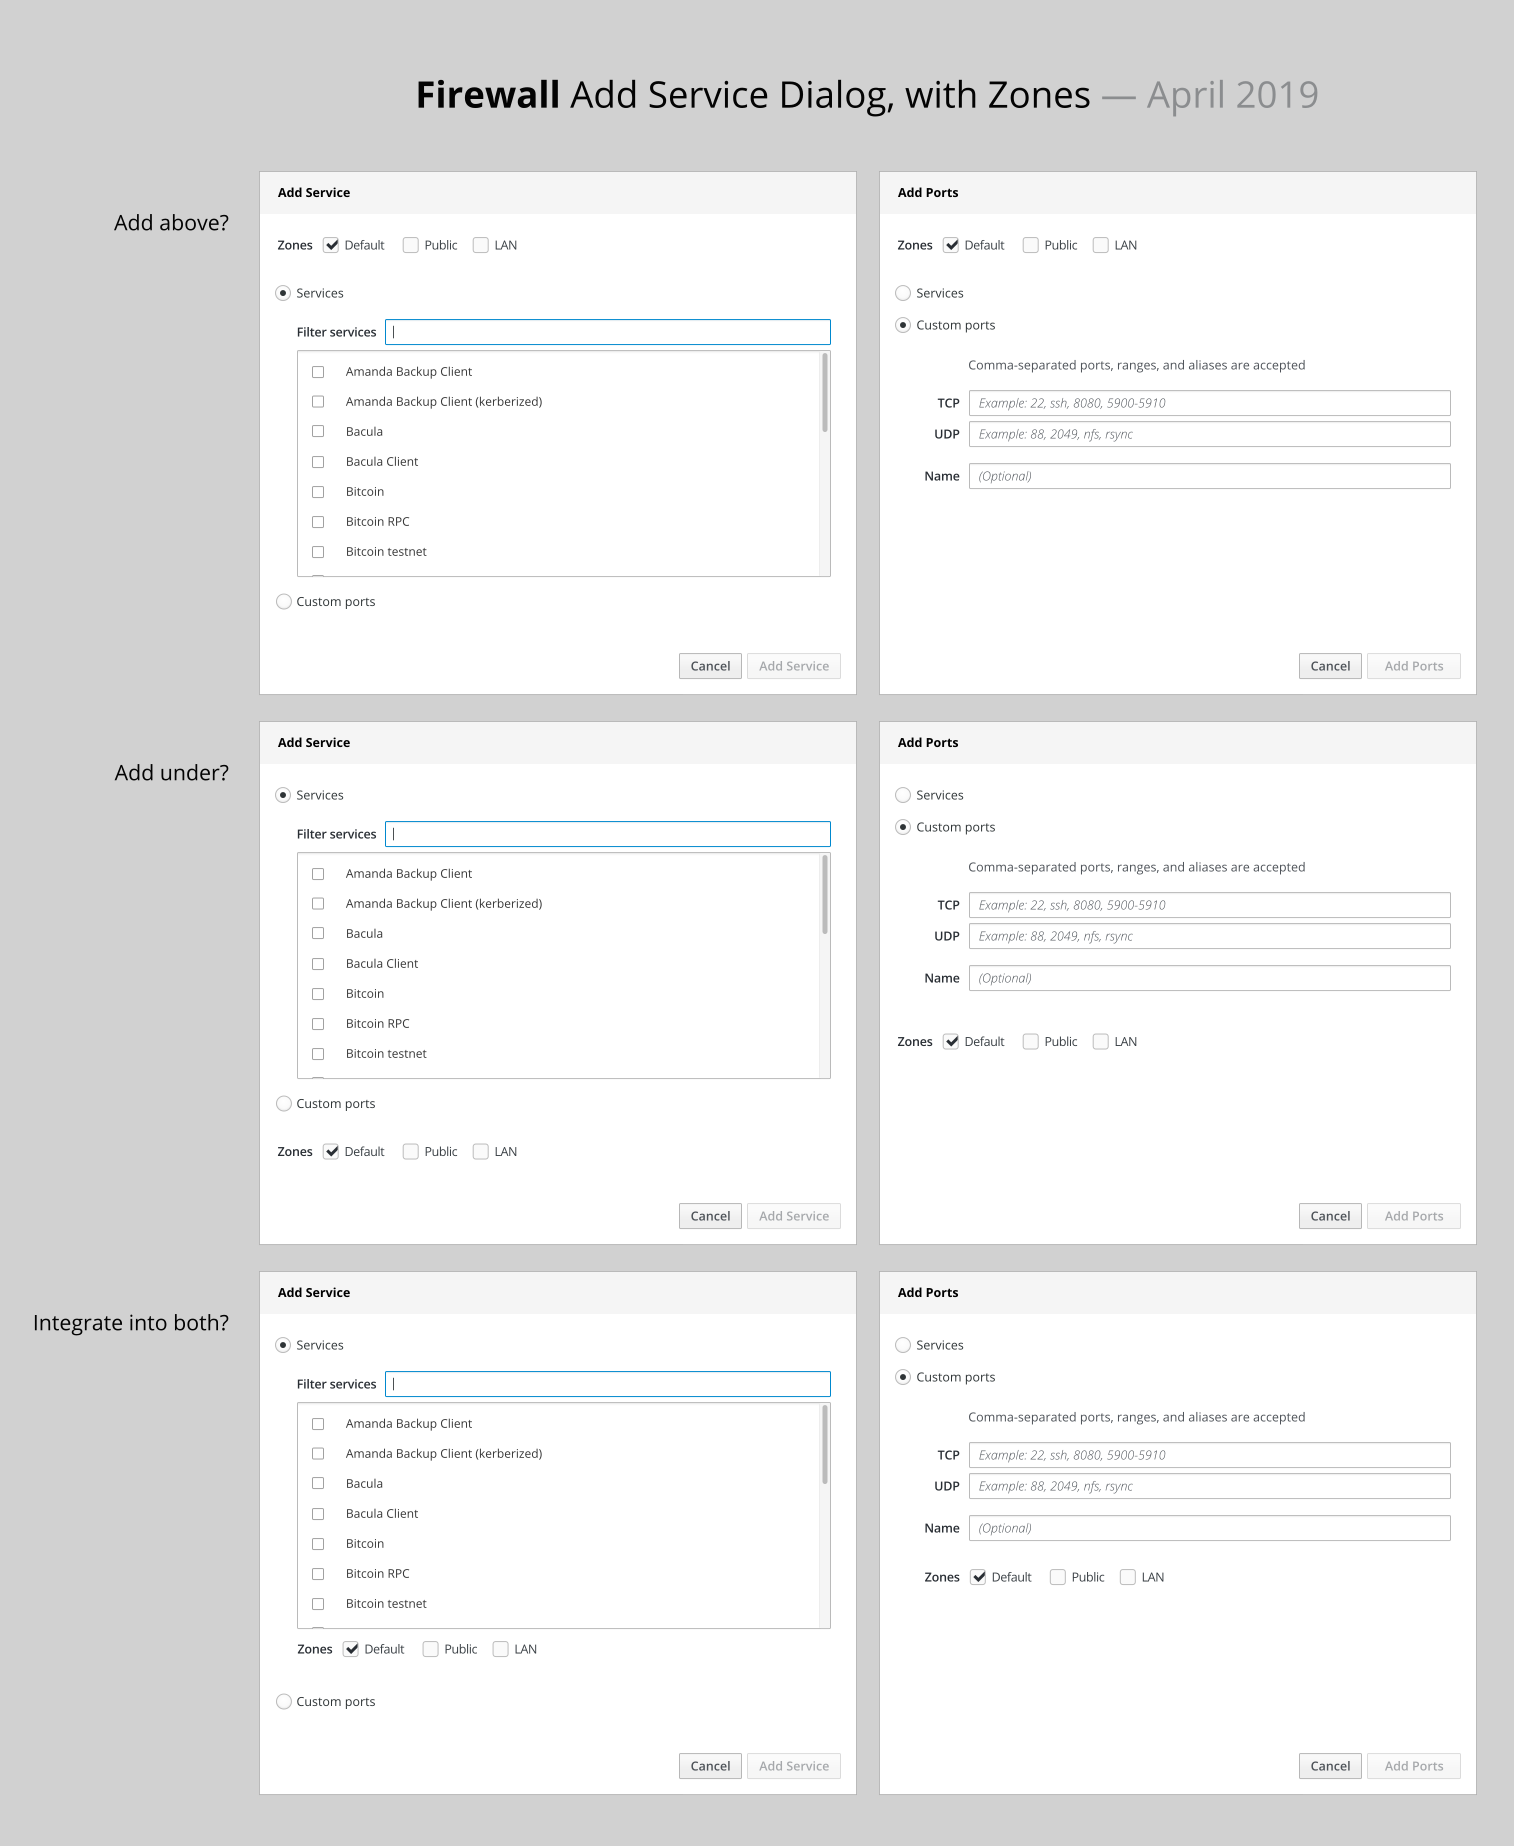 Firewall Add Service Dialog, with Zones — April 2019
Add above?
Add Service
Zones Default Public LAN
Services
Filter services
Amanda Backup Client
Amanda Backup Client (kerberized)
Bacula
Bacula Client
Bitcoin
Bitcoin RPC
Bitcoin testnet
Custom ports
Cancel Add Service
Add Ports
Zones Default Public LAN
Services
Custom ports
Comma-separated ports, ranges, and aliases are accepted
TCP Example: 22, ssh, 8080, 5900-5910
UDP Example: 88, 2049, nfs, rsync
Name (Optional)
Cancel Add Ports
Add under?
Add Service
Services
Filter services
Amanda Backup Client
Amanda Backup Client (kerberized)
Bacula
Bacula Client
Bitcoin
Bitcoin RPC
Bitcoin testnet
Custom ports
Zones Default Public LAN
Cancel Add Service
Add Ports
Services
Custom ports
Comma-separated ports, ranges, and aliases are accepted
TCP Example: 22, ssh, 8080, 5900-5910
UDP Example: 88, 2049, nfs, rsync
Name (Optional)
Zones Default Public LAN
Cancel Add Ports
Integrate into both?
Add Service
Services
Filter services
Amanda Backup Client
Amanda Backup Client (kerberized)
Bacula
Bacula Client
Bitcoin
Bitcoin RPC
Bitcoin testnet
Zones Default Public LAN
Custom ports
Cancel Add Service
Add Ports
Services
Custom ports
Comma-separated ports, ranges, and aliases are accepted
TCP Example: 22, ssh, 8080, 5900-5910
UDP Example: 88, 2049, nfs, rsync
Name (Optional)
Zones Default Public LAN
Cancel Add Ports